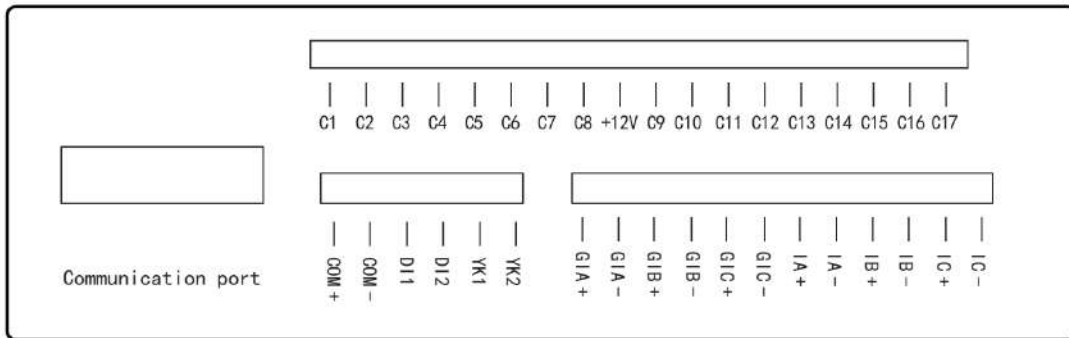 C1 C2 C3 C4 C5 C6 C7 C8 +12V C9 C10 C11 C12 C13 C14 C15 C16 C17
COM+ COM- DI1 DI2 YK1 YK2 GIA+ GIA- GIB+ GIB- GIC+ GIC- IA+ IA- IB+ IB- IC+ IC-
Communication port